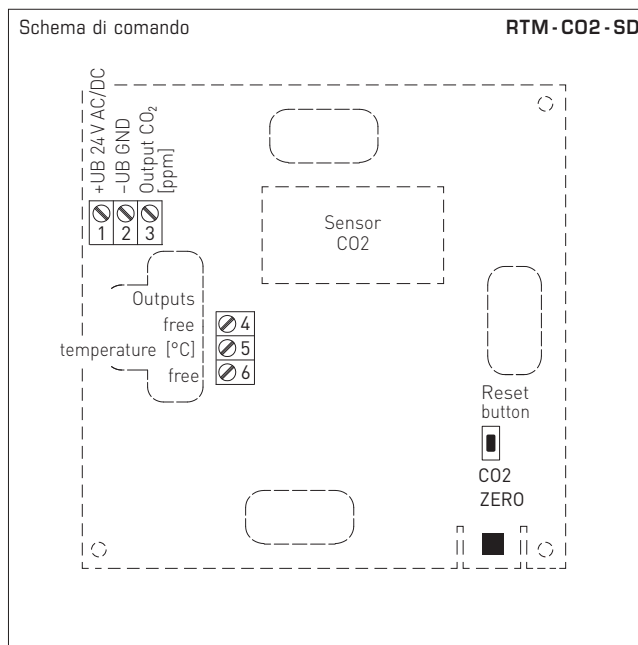 Schema di comando
RTM-CO2-SD
+UB 24V AC/DC
-UB GND
Output CO₂
[ppm]
1 2 3
Sensor
CO2
Outputs
free 4
temperature [°C] 5
free 6
Reset
button
CO2
ZERO